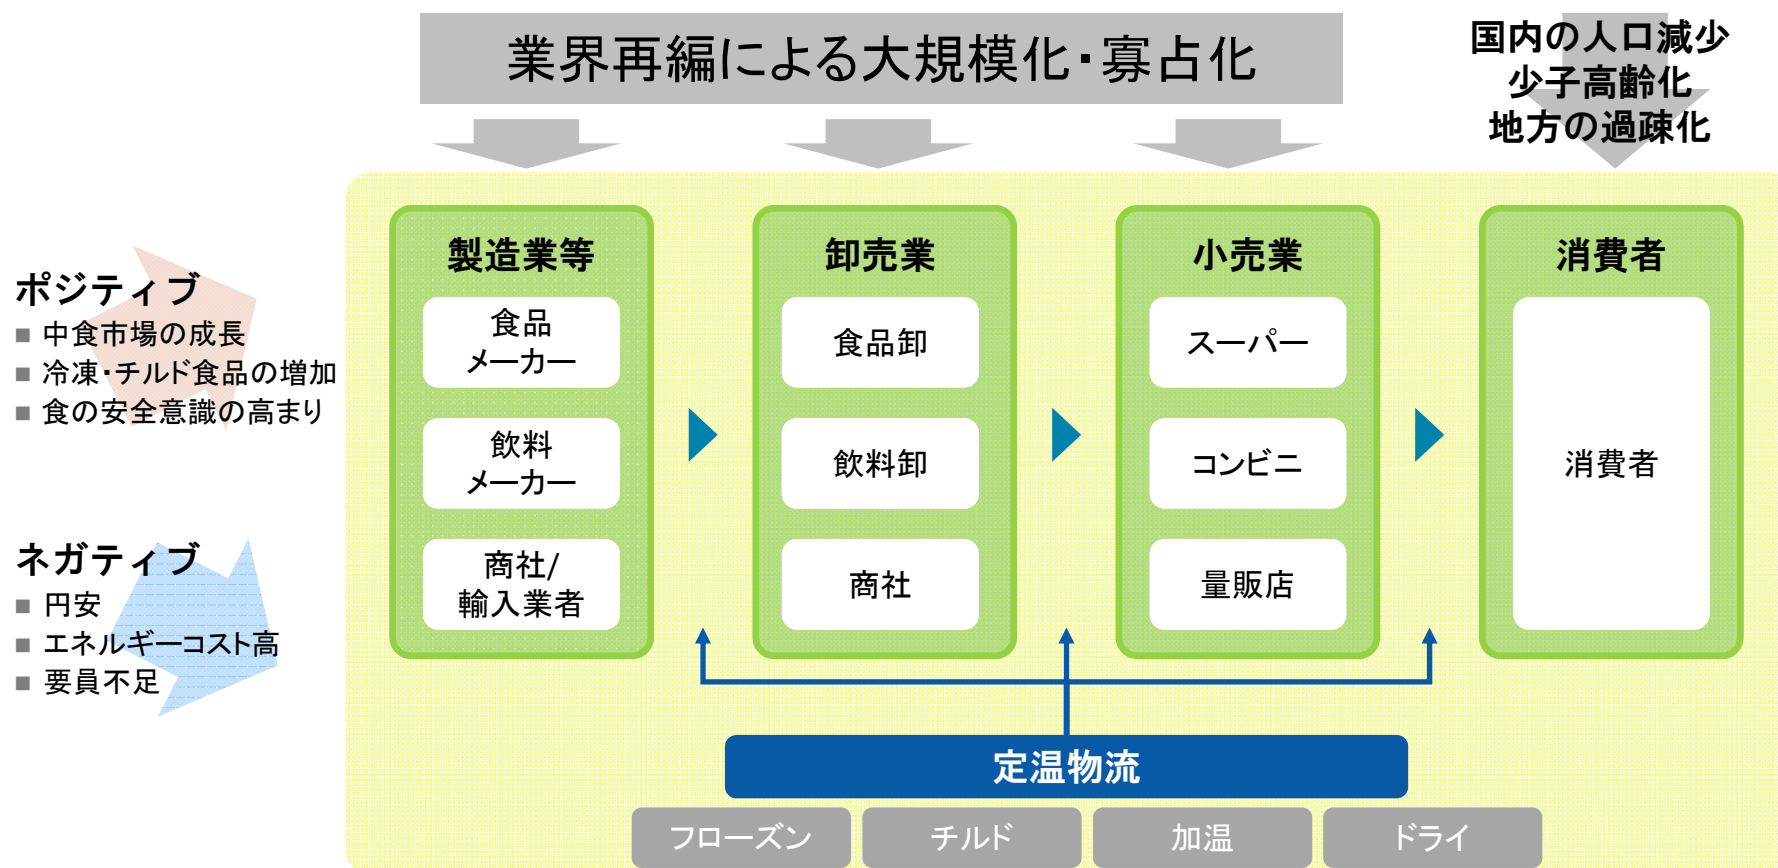 業界再編による大規模化・寡占化
国内の人口減少
少子高齢化
地方の過疎化
ポジティブ
■ 中食市場の成長
■ 冷凍・チルド食品の増加
■ 食の安全意識の高まり
ネガティブ
■ 円安
■ エネルギーコスト高
■ 要員不足
製造業等
食品
メーカー
飲料
メーカー
商社/
輸入業者
卸売業
食品卸
飲料卸
商社
小売業
スーパー
コンビニ
量販店
消費者
消費者
定温物流
フローズン
チルド
加温
ドライ